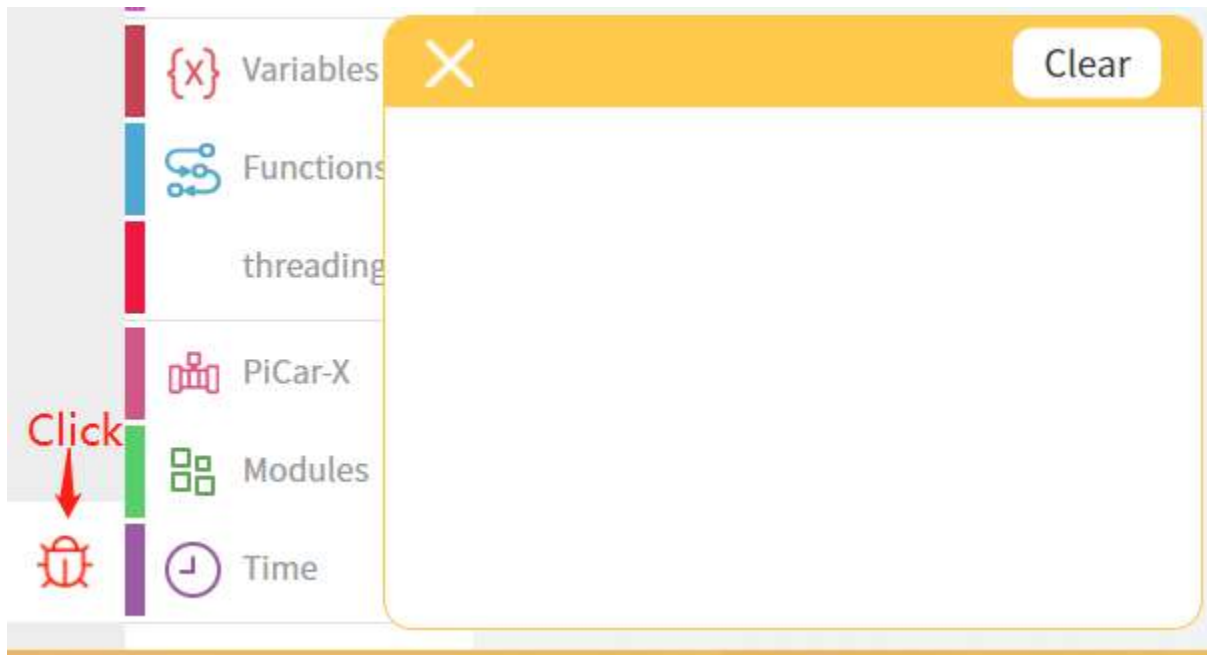 Variables
Clear
Functions
threading
PiCar-X
Click
Modules
Time